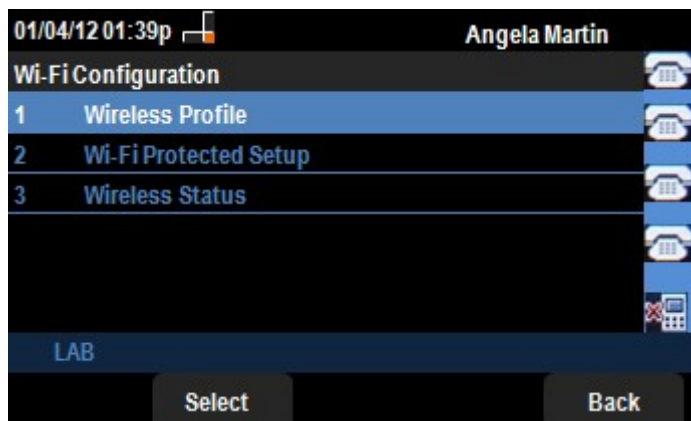 01/04/12 01:39p Angela Martin
Wi-Fi Configuration
1 Wireless Profile
2 Wi-Fi Protected Setup
3 Wireless Status
LAB
Select Back